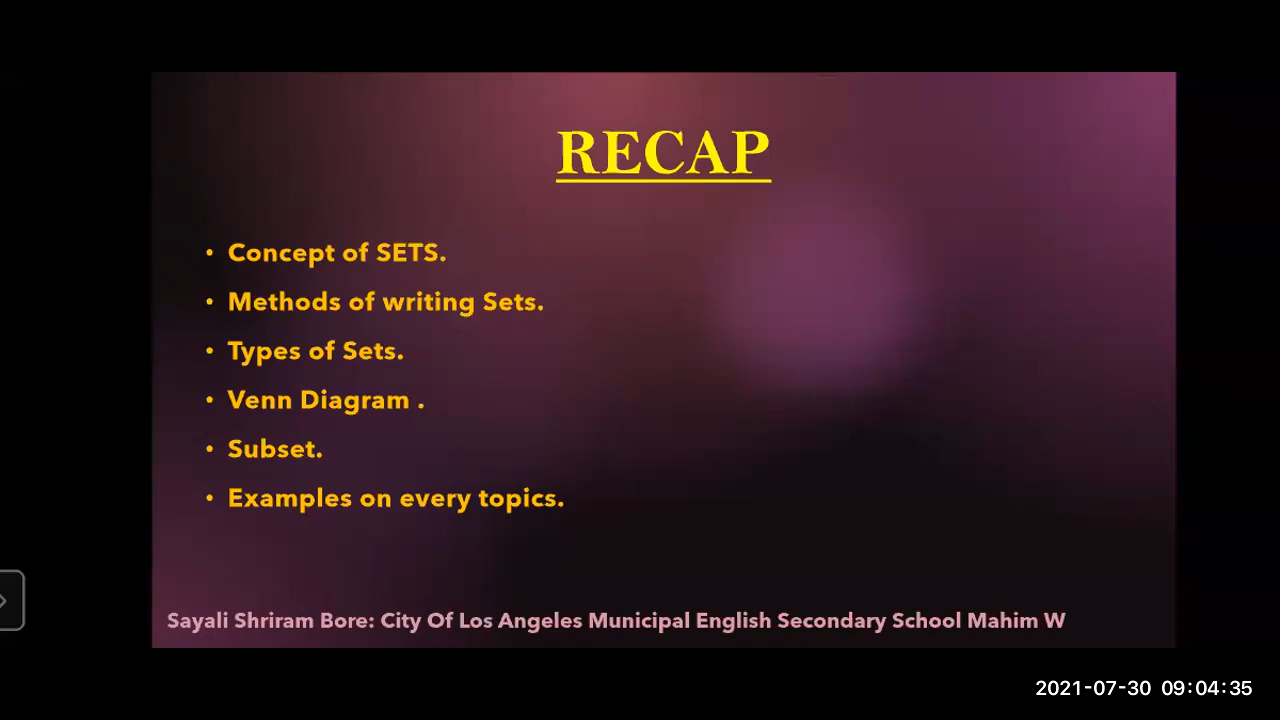 RECAP
• Concept of SETS.
• Methods of writing Sets.
• Types of Sets.
• Venn Diagram .
• Subset.
• Examples on every topics.
Sayali Shriram Bore: City Of Los Angeles Municipal English Secondary School Mahim W
2021-07-30 09:04:35